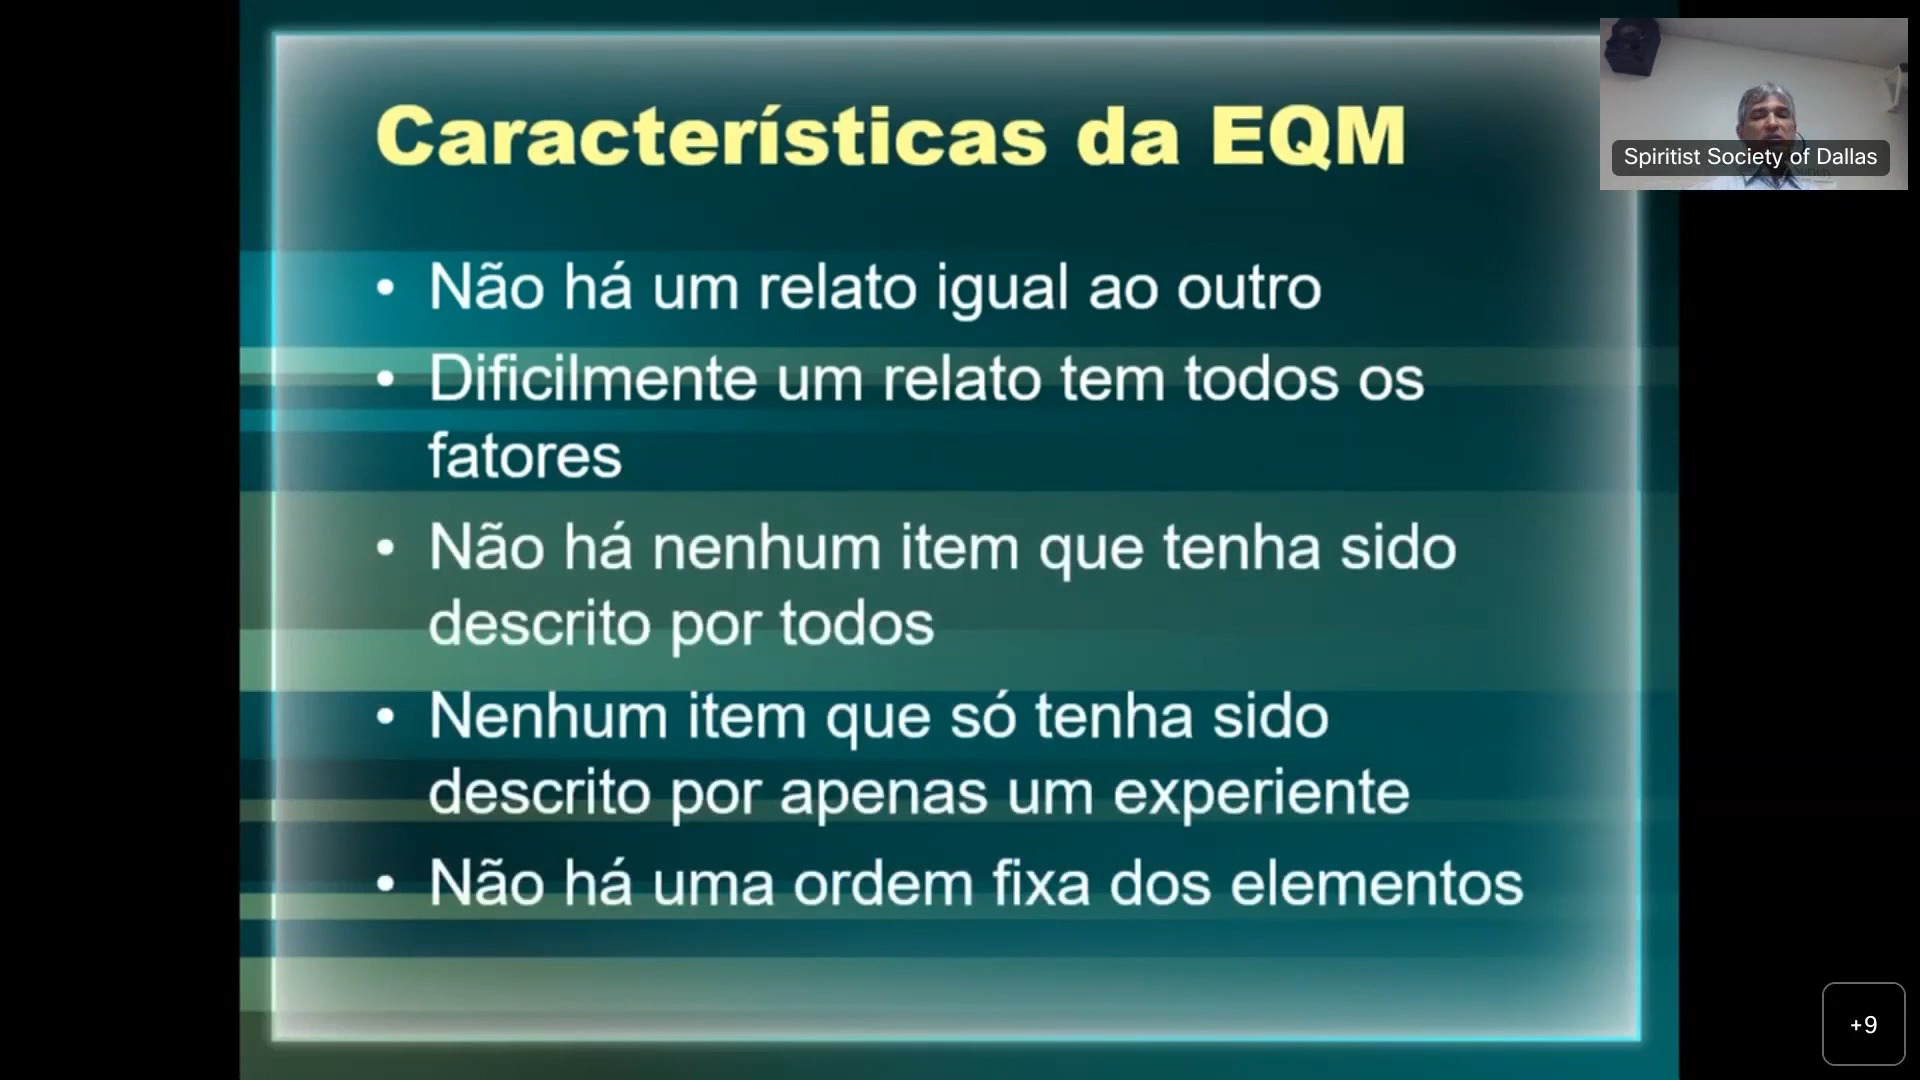 Características da EQM
Spiritist Society of Dallas
• Não há um relato igual ao outro
• Dificilmente um relato tem todos os
fatores
• Não há nenhum item que tenha sido
descrito por todos
• Nenhum item que só tenha sido
descrito por apenas um experiente
• Não há uma ordem fixa dos elementos
+9